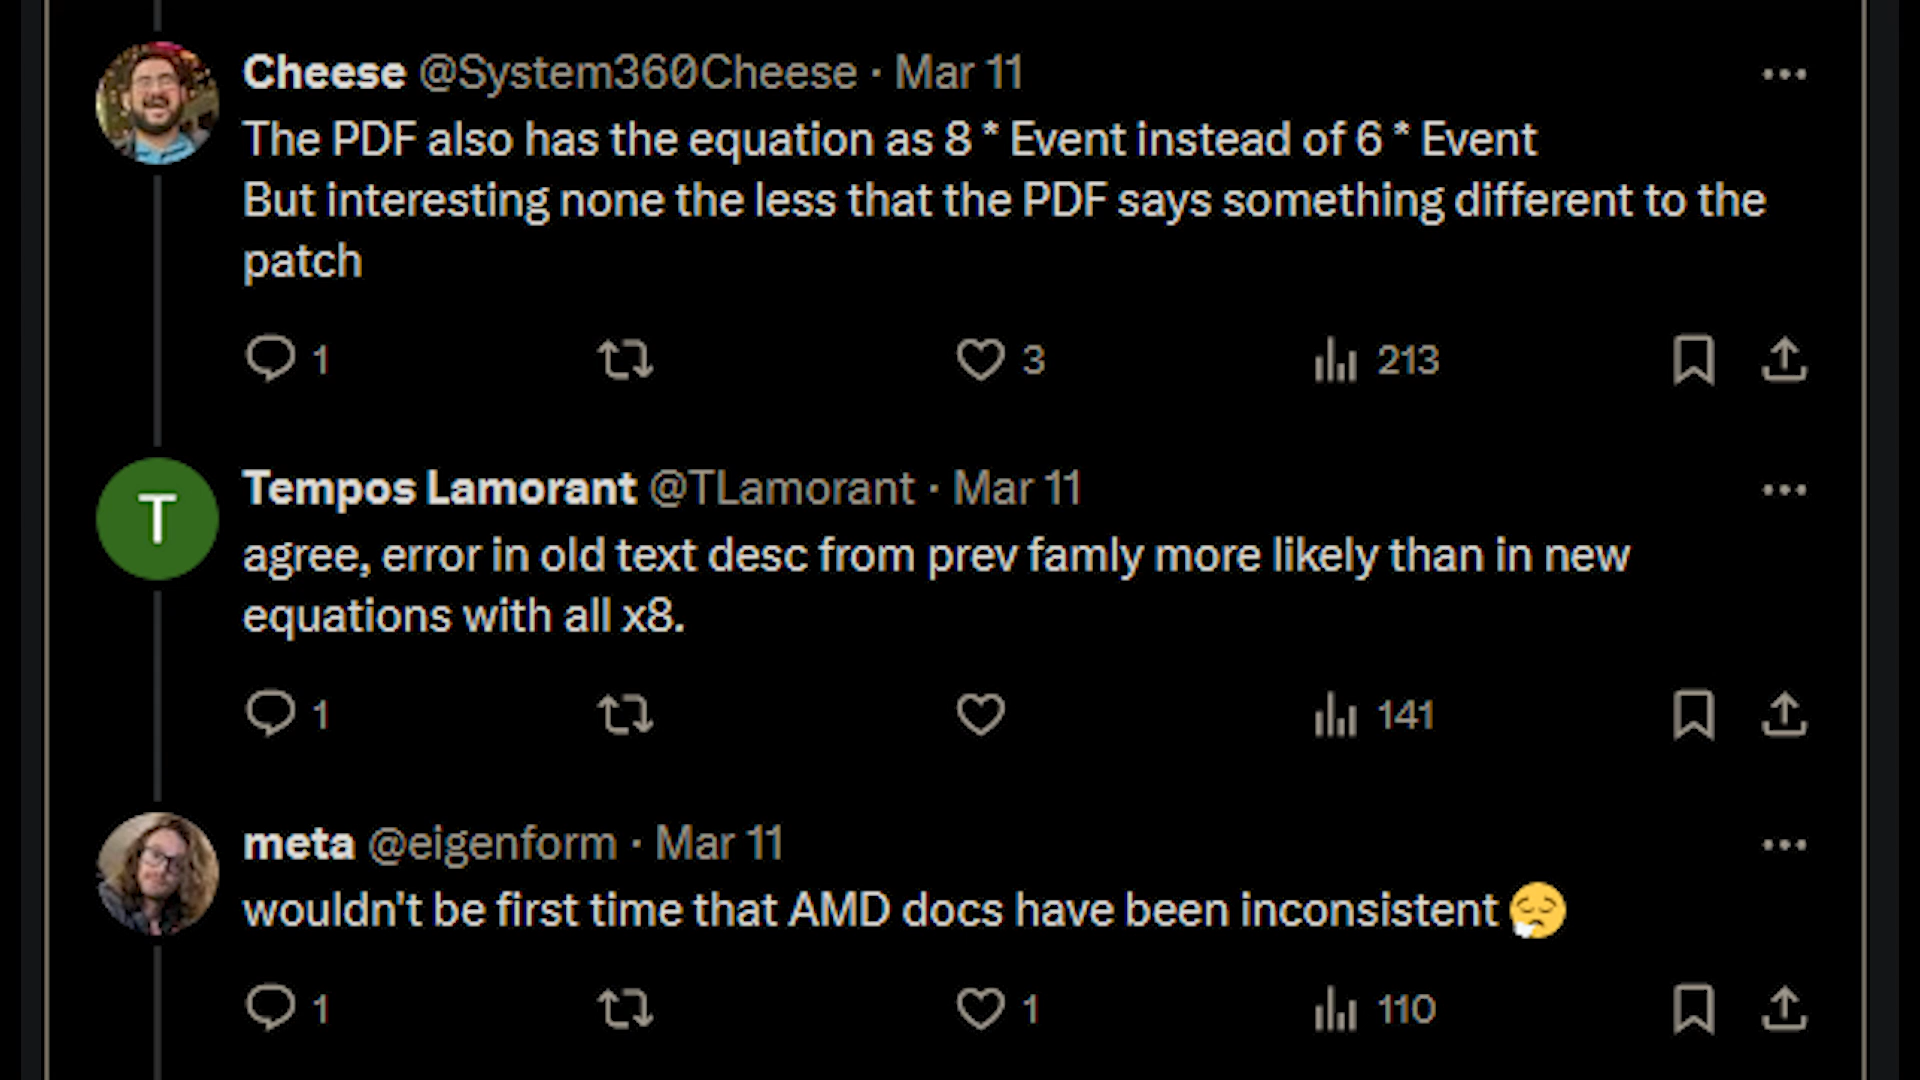 Cheese @System360Cheese · Mar 11
The PDF also has the equation as 8 * Event instead of 6 * Event
But interesting none the less that the PDF says something different to the
patch
1 3 213
T
Tempos Lamorant @TLamorant · Mar 11
agree, error in old text desc from prev famly more likely than in new
equations with all x8.
1 141
meta @eigenform · Mar 11
wouldn't be first time that AMD docs have been inconsistent 😮‍💨
1 1 110